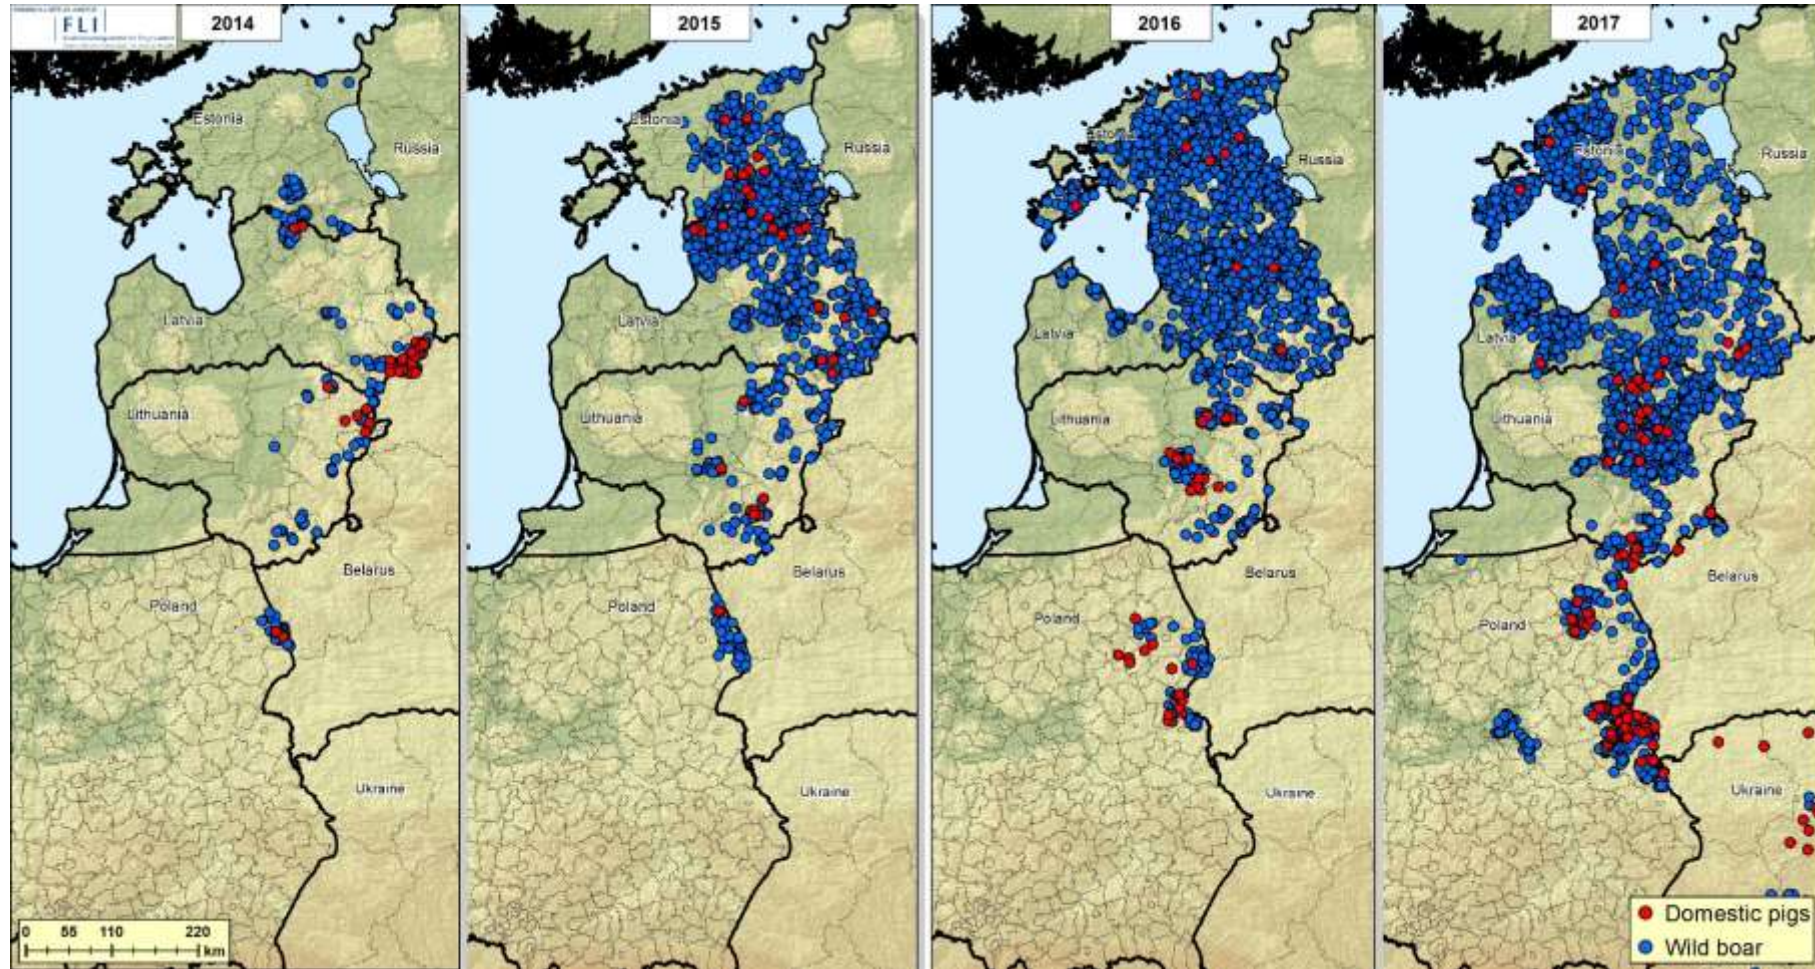 FLI
2014
Estonia
Russia
Latvia
Lithuania
Belarus
Poland
Ukraine
0 55 110 220
km
2015
Estonia
Russia
Latvia
Lithuania
Belarus
Poland
Ukraine
2016
Estonia
Russia
Latvia
Lithuania
Belarus
Poland
Ukraine
2017
Estonia
Russia
Latvia
Lithuania
Belarus
Poland
Ukraine
Domestic pigs
Wild boar